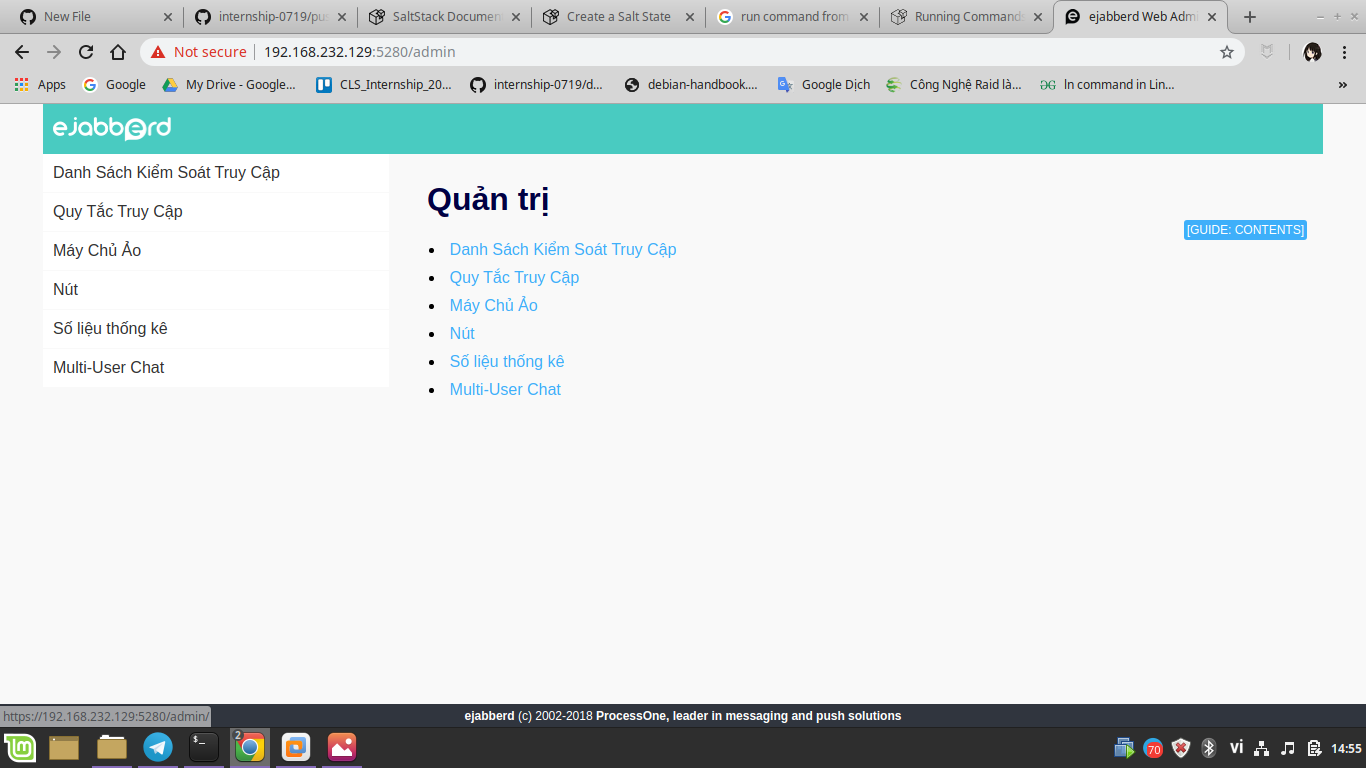 New File
internship-0719/pu
SaltStack Documen
Create a Salt State
run command from
Running Commands
ejabberd Web Adm
Not secure
192.168.232.129:5280/admin
Apps
Google
My Drive - Google...
CLS_Internship_20...
internship-0719/d...
debian-handbook....
Google Dịch
Công Nghệ Raid là...
ln command in Lin...
»
ejabberd
Danh Sách Kiểm Soát Truy Cập
Quy Tắc Truy Cập
Máy Chủ Ảo
Nút
Số liệu thống kê
Multi-User Chat
Quản trị
[GUIDE: CONTENTS]
Danh Sách Kiểm Soát Truy Cập
Quy Tắc Truy Cập
Máy Chủ Ảo
Nút
Số liệu thống kê
Multi-User Chat
https://192.168.232.129:5280/admin/
ejabberd (c) 2002-2018 ProcessOne, leader in messaging and push solutions
$_
2
70
vi
14:55